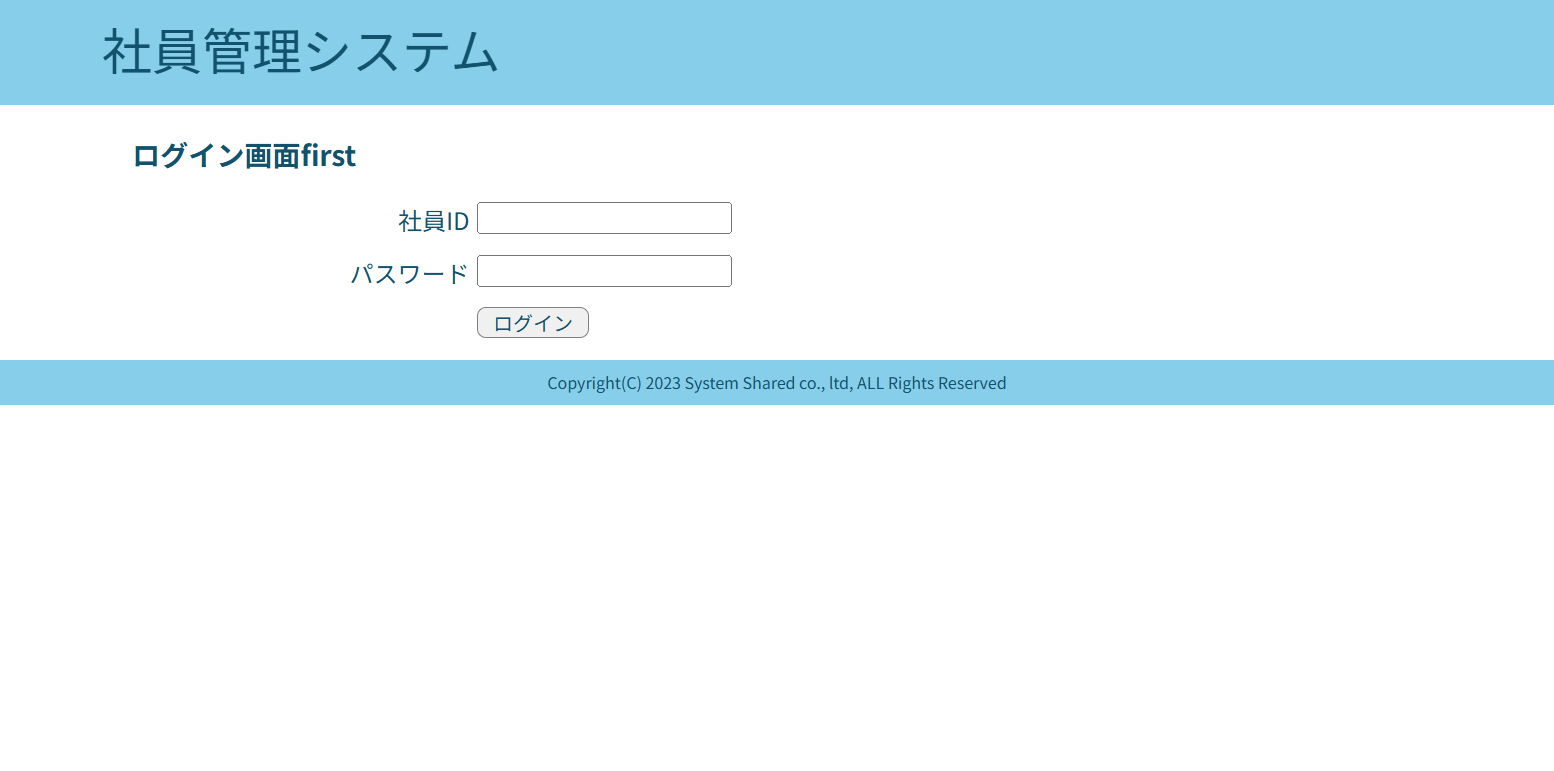 社員管理システム
ログイン画面first
社員ID
パスワード
ログイン
Copyright(C) 2023 System Shared co., ltd, ALL Rights Reserved